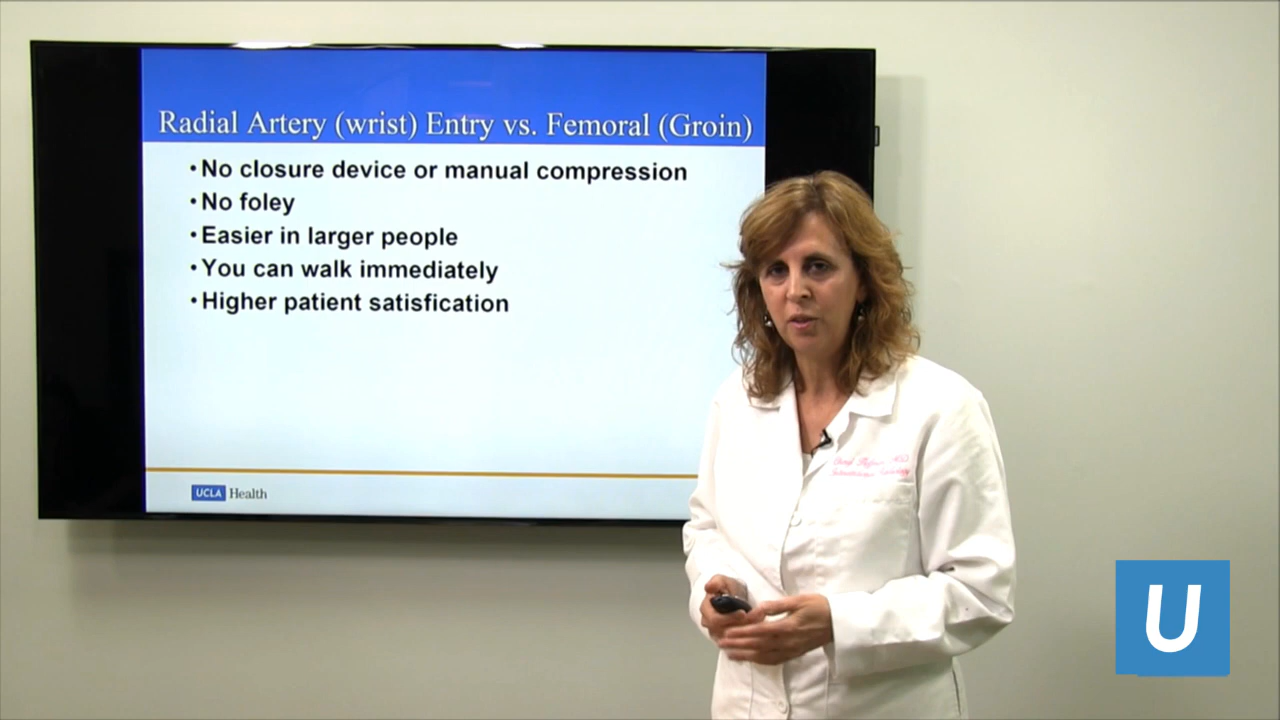 Radial Artery (wrist) Entry vs. Femoral (Groin)
•No closure device or manual compression
•No foley
•Easier in larger people
•You can walk immediately
•Higher patient satisfication
UCLA Health
U